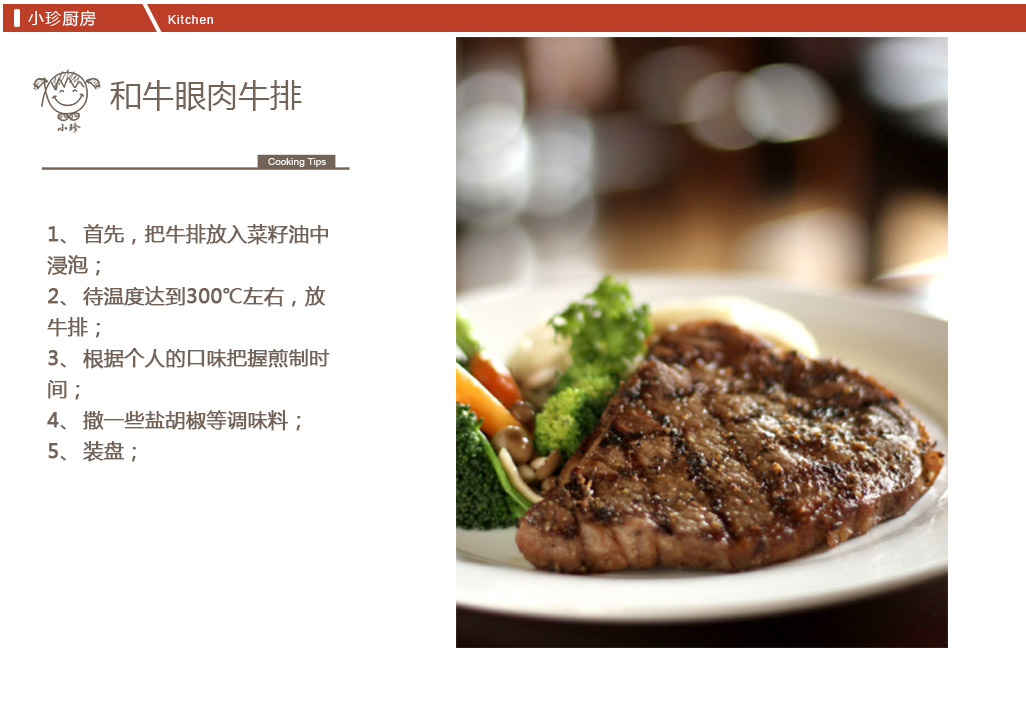 小珍厨房 Kitchen
和牛眼肉牛排
小珍
Cooking Tips
1、 首先，把牛排放入菜籽油中
浸泡；
2、 待温度达到300℃左右，放
牛排；
3、 根据个人的口味把握煎制时
间；
4、 撒一些盐胡椒等调味料；
5、 装盘；